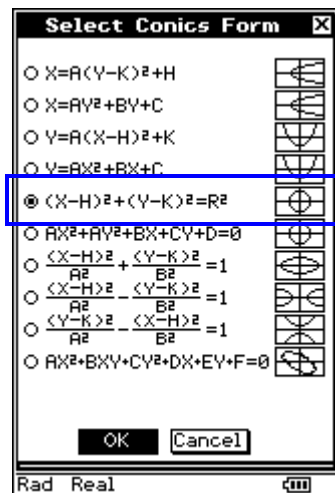 Select Conics Form
X=A(Y-K)²+H
X=AY²+BY+C
Y=A(X-H)²+K
Y=AX²+BX+C
(X-H)²+(Y-K)²=R²
AX²+AY²+BX+CY+D=0
(X-H)²/A² + (Y-K)²/B² =1
(X-H)²/A² - (Y-K)²/B² =1
(Y-K)²/A² - (X-H)²/B² =1
AX²+BXY+CY²+DX+EY+F=0
OK Cancel
Rad Real